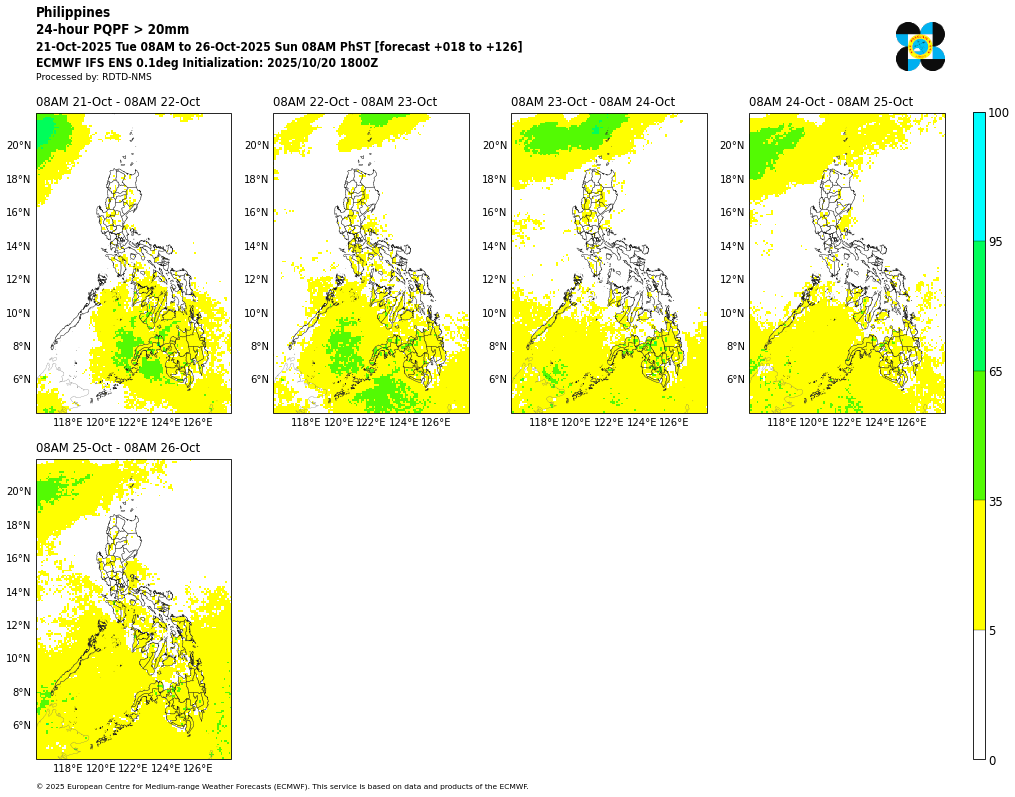 Philippines
24-hour PQPF > 20mm
21-Oct-2025 Tue 08AM to 26-Oct-2025 Sun 08AM PhST [forecast +018 to +126]
ECMWF IFS ENS 0.1deg Initialization: 2025/10/20 1800Z
Processed by: RDTD-NMS
08AM 21-Oct - 08AM 22-Oct
08AM 22-Oct - 08AM 23-Oct
08AM 23-Oct - 08AM 24-Oct
08AM 24-Oct - 08AM 25-Oct
20°N 20°N 20°N 20°N
18°N 18°N 18°N 18°N
16°N 16°N 16°N 16°N
14°N 14°N 14°N 14°N
12°N 12°N 12°N 12°N
10°N 10°N 10°N 10°N
8°N 8°N 8°N 8°N
6°N 6°N 6°N 6°N
118°E 120°E 122°E 124°E 126°E 118°E 120°E 122°E 124°E 126°E 118°E 120°E 122°E 124°E 126°E 118°E 120°E 122°E 124°E 126°E
08AM 25-Oct - 08AM 26-Oct
20°N
18°N
16°N
14°N
12°N
10°N
8°N
6°N
118°E 120°E 122°E 124°E 126°E
100
95
65
35
5
0
© 2025 European Centre for Medium-range Weather Forecasts (ECMWF). This service is based on data and products of the ECMWF.